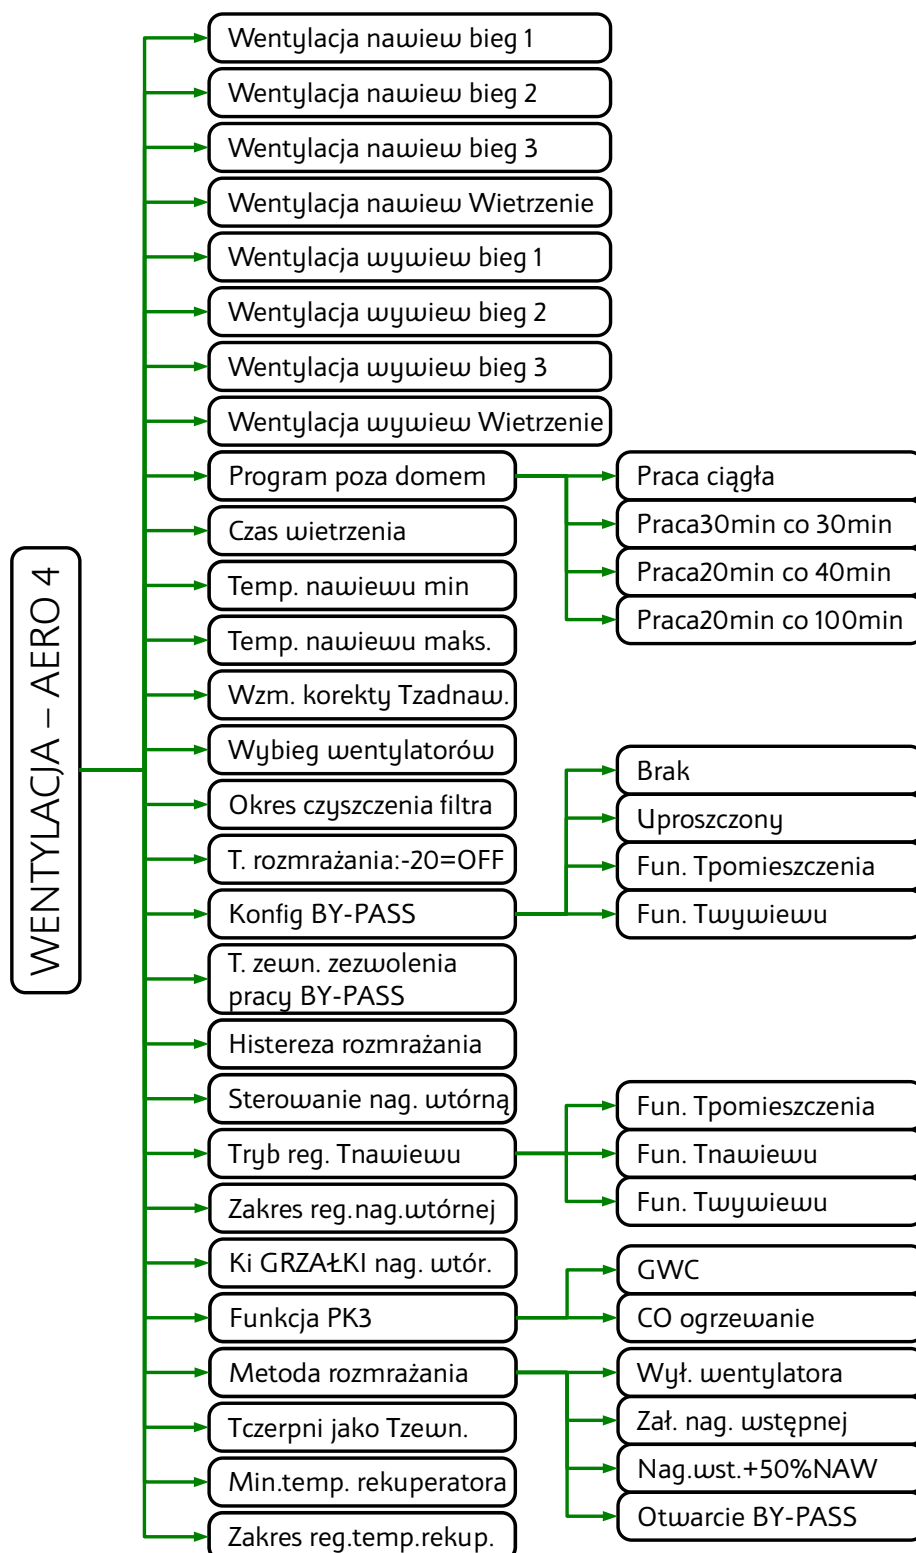 WENTYLACJA – AERO 4
Wentylacja nawiew bieg 1
Wentylacja nawiew bieg 2
Wentylacja nawiew bieg 3
Wentylacja nawiew Wietrzenie
Wentylacja wywiew bieg 1
Wentylacja wywiew bieg 2
Wentylacja wywiew bieg 3
Wentylacja wywiew Wietrzenie
Program poza domem
Praca ciągła
Praca30min co 30min
Praca20min co 40min
Praca20min co 100min
Czas wietrzenia
Temp. nawiewu min
Temp. nawiewu maks.
Wzm. korekty Tzadnaw.
Wybieg wentylatorów
Okres czyszczenia filtra
T. rozmrażania:-20=OFF
Konfig BY-PASS
Brak
Uproszczony
Fun. Tpomieszczenia
Fun. Twywiewu
T. zewn. zezwolenia
pracy BY-PASS
Histereza rozmrażania
Sterowanie nag. wtórną
Tryb reg. Tnawiewu
Fun. Tpomieszczenia
Fun. Tnawiewu
Fun. Twywiewu
Zakres reg.nag.wtórnej
Ki GRZAŁKI nag. wtór.
Funkcja PK3
GWC
CO ogrzewanie
Metoda rozmrażania
Wył. wentylatora
Zał. nag. wstępnej
Nag.wst.+50%NAW
Otwarcie BY-PASS
Tczerpni jako Tzewn.
Min.temp. rekuperatora
Zakres reg.temp.rekup.